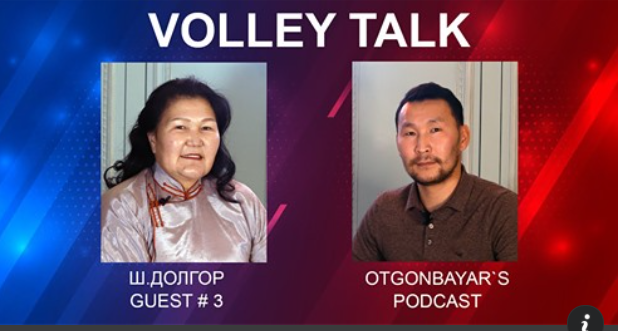 VOLLEY TALK
Ш.ДОЛГОР
GUEST # 3
OTGONBAYAR`S
PODCAST